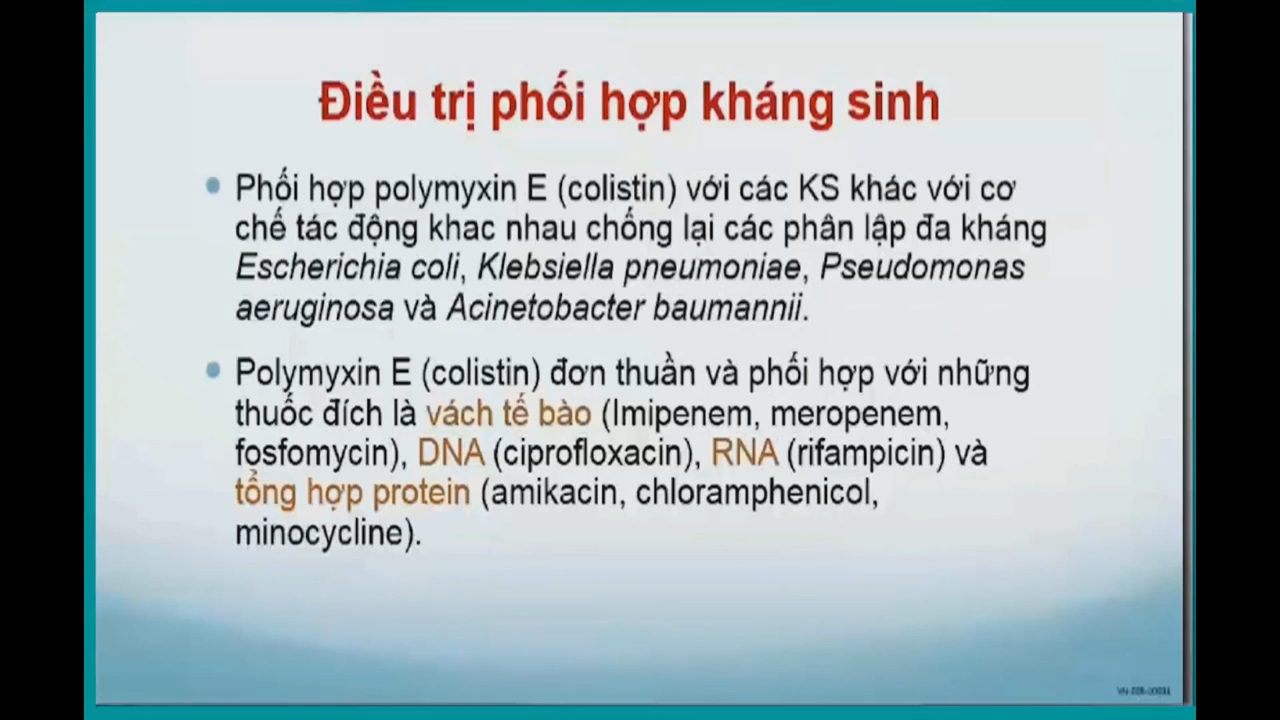 Điều trị phối hợp kháng sinh
Phối hợp polymyxin E (colistin) với các KS khác với cơ
chế tác động khac nhau chống lại các phân lập đa kháng
Escherichia coli, Klebsiella pneumoniae, Pseudomonas
aeruginosa và Acinetobacter baumannii.
Polymyxin E (colistin) đơn thuần và phối hợp với những
thuốc đích là vách tế bào (Imipenem, meropenem,
fosfomycin), DNA (ciprofloxacin), RNA (rifampicin) và
tổng hợp protein (amikacin, chloramphenicol,
minocycline).